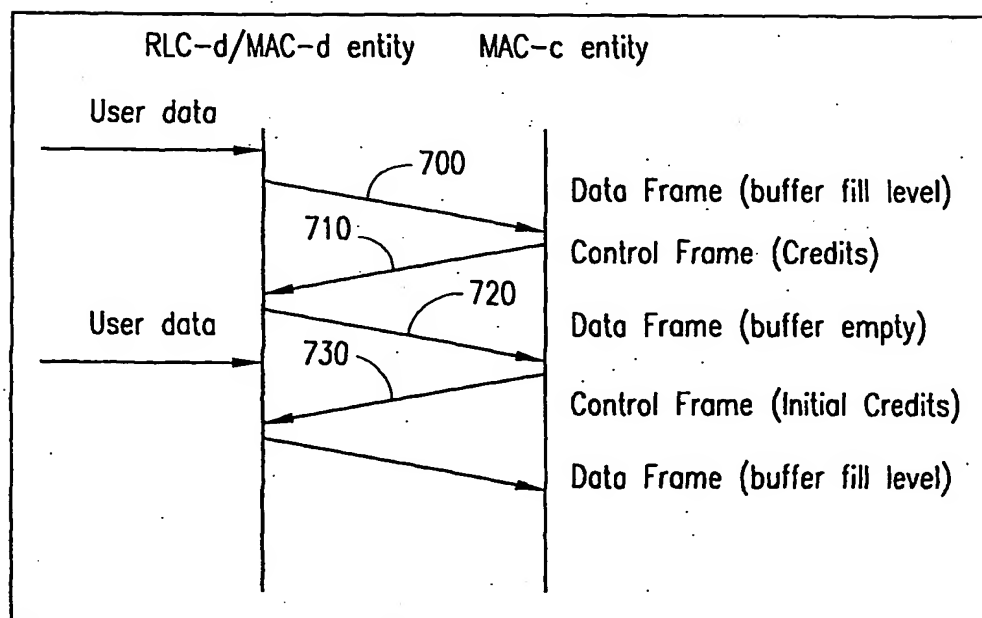 RLC-d/MAC-d entity MAC-c entity
User data
700
Data Frame (buffer fill level)
710
Control Frame (Credits)
720
User data
Data Frame (buffer empty)
730
Control Frame (Initial Credits)
Data Frame (buffer fill level)